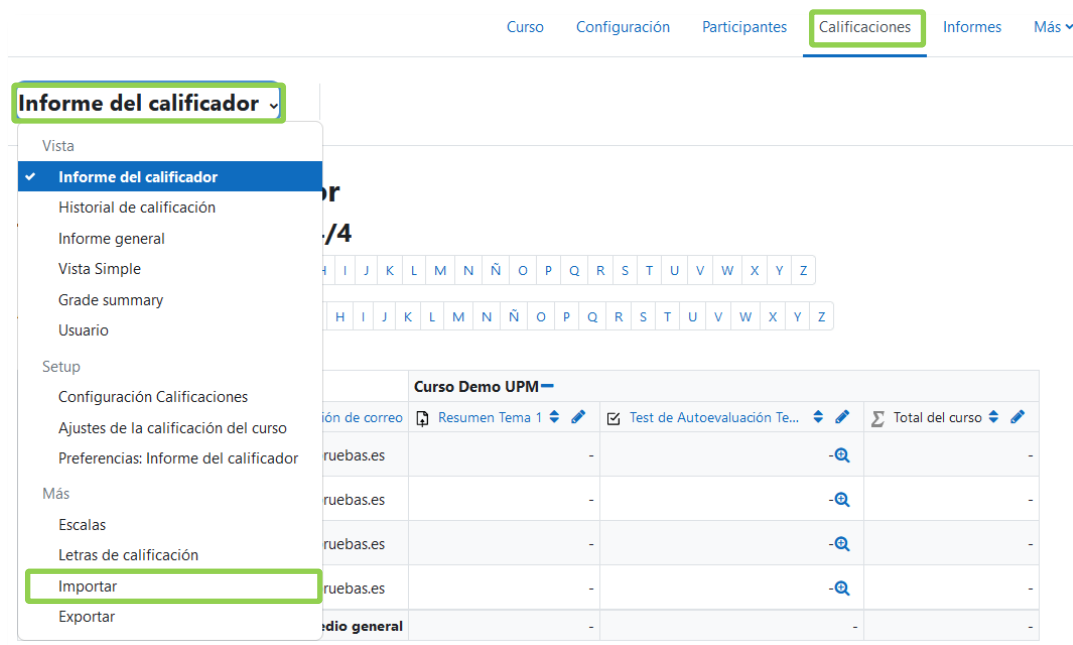 Curso Configuración Participantes Calificaciones Informes Más
Informe del calificador
Vista
Informe del calificador
Historial de calificación
Informe general
/4
Vista Simple
H I J K L M N Ñ O P Q R S T U V W X Y Z
Grade summary
H I J K L M N Ñ O P Q R S T U V W X Y Z
Usuario
Setup
Curso Demo UPM
Configuración Calificaciones
ión de correo Resumen Tema 1 Test de Autoevaluación Te... Σ Total del curso
Ajustes de la calificación del curso
Preferencias: Informe del calificador
ruebas.es - - -
Más
ruebas.es - - -
Escalas
Letras de calificación
ruebas.es - - -
Importar
ruebas.es - - -
Exportar
edio general - - -